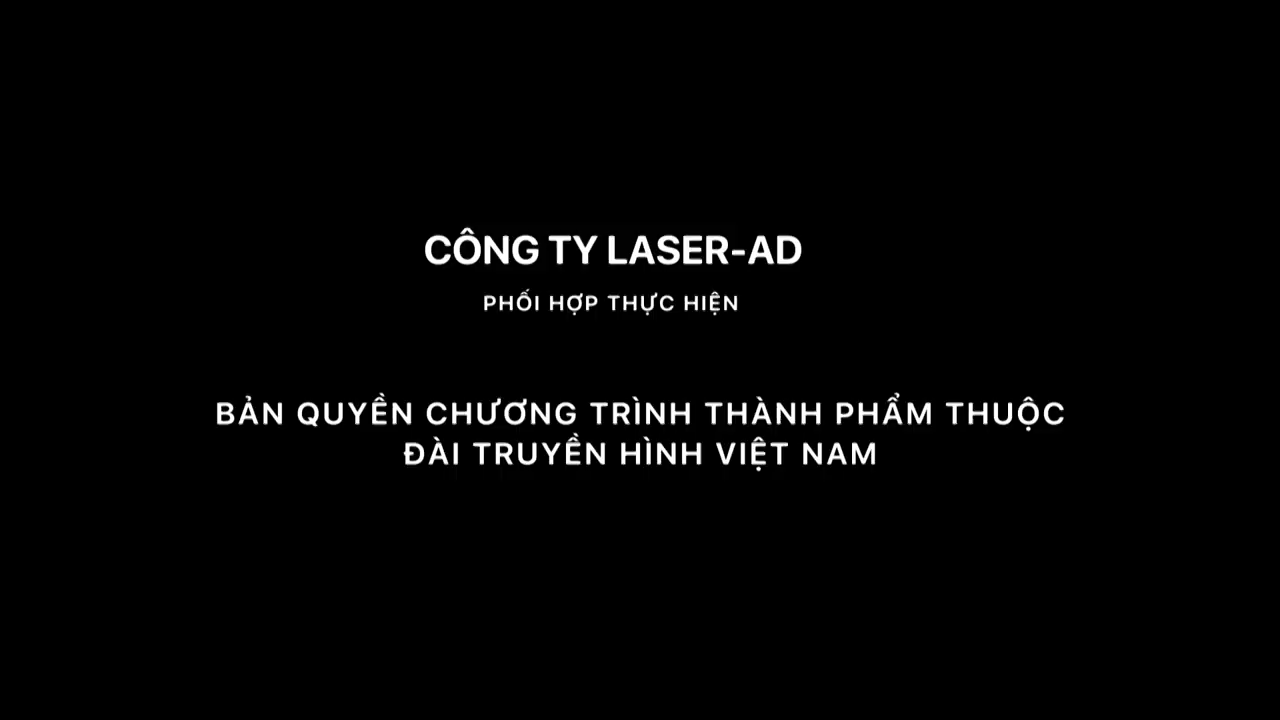 CÔNG TY LASER-AD
PHỐI HỢP THỰC HIỆN
BẢN QUYỀN CHƯƠNG TRÌNH THÀNH PHẨM THUỘC
ĐÀI TRUYỀN HÌNH VIỆT NAM